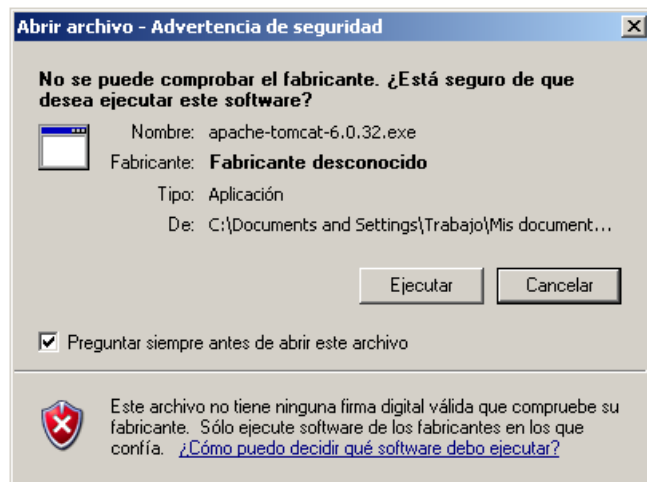 Abrir archivo - Advertencia de seguridad
No se puede comprobar el fabricante. ¿Está seguro de que
desea ejecutar este software?
Nombre: apache-tomcat-6.0.32.exe
Fabricante: Fabricante desconocido
Tipo: Aplicación
De: C:\Documents and Settings\Trabajo\Mis document...
Ejecutar Cancelar
Preguntar siempre antes de abrir este archivo
Este archivo no tiene ninguna firma digital válida que compruebe su
fabricante. Sólo ejecute software de los fabricantes en los que
confía. ¿Cómo puedo decidir qué software debo ejecutar?